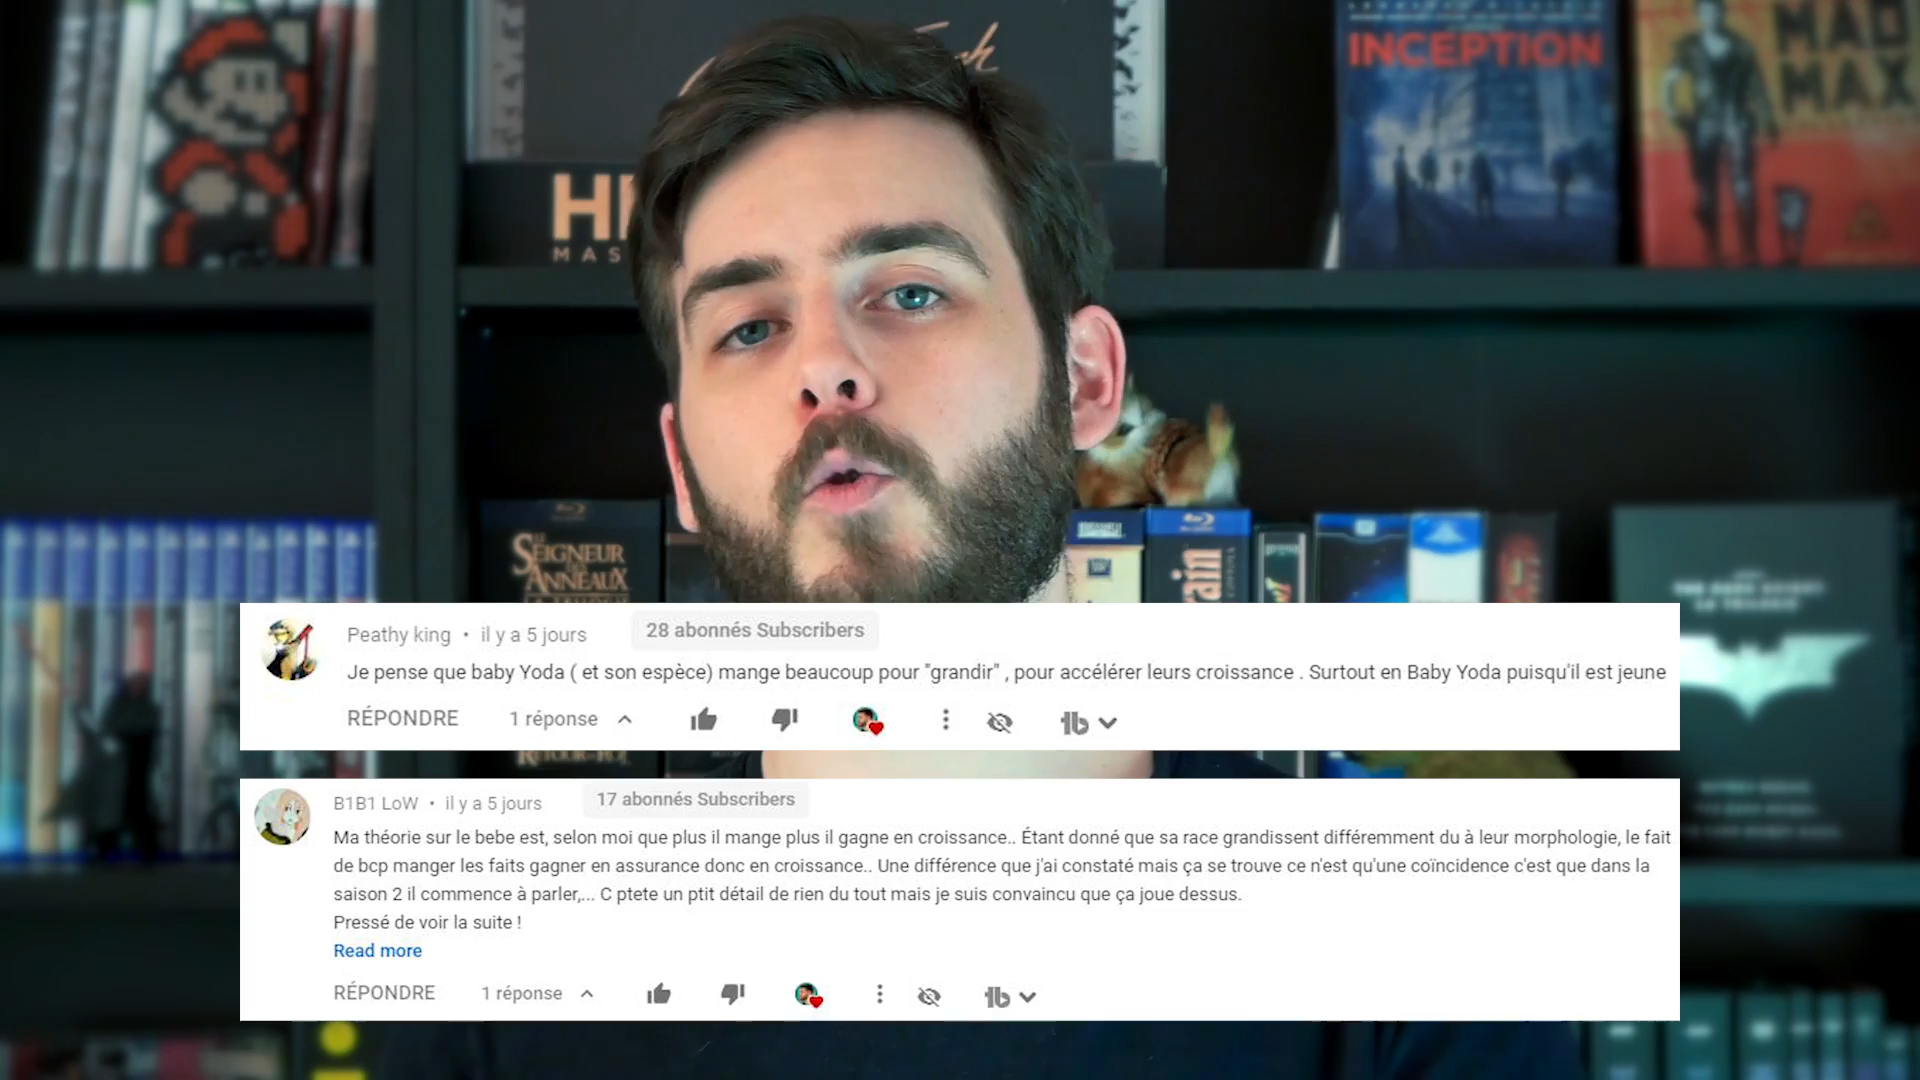 INCEPTION
MAD
MAX
MAS
LE
SEIGNEUR
DES
ANNEAUX
Peathy king • il y a 5 jours 28 abonnés Subscribers
Je pense que baby Yoda ( et son espèce) mange beaucoup pour "grandir" , pour accélérer leurs croissance . Surtout en Baby Yoda puisqu'il est jeune
RÉPONDRE 1 réponse
B1B1 LoW • il y a 5 jours 17 abonnés Subscribers
Ma théorie sur le bebe est, selon moi que plus il mange plus il gagne en croissance.. Étant donné que sa race grandissent différemment du à leur morphologie, le fait
de bcp manger les faits gagner en assurance donc en croissance.. Une différence que j'ai constaté mais ça se trouve ce n'est qu'une coïncidence c'est que dans la
saison 2 il commence à parler,... C ptete un ptit détail de rien du tout mais je suis convaincu que ça joue dessus.
Pressé de voir la suite !
Read more
RÉPONDRE 1 réponse